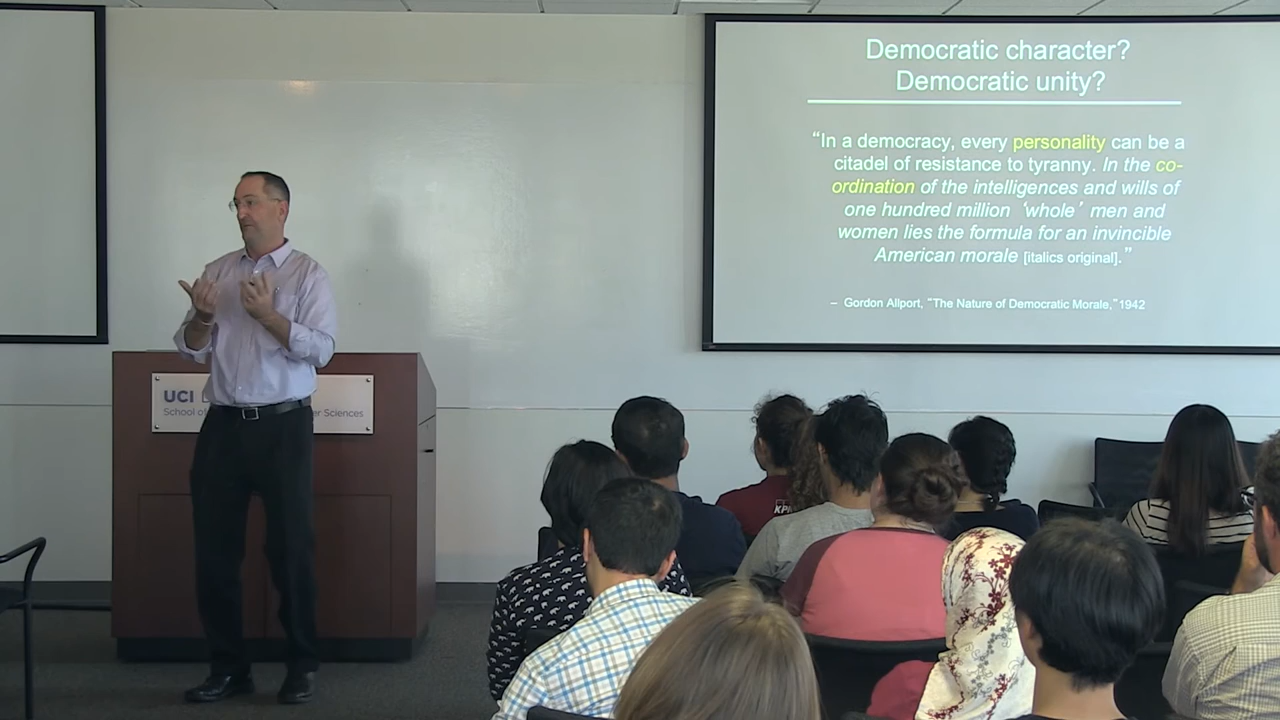 Democratic character?
Democratic unity?
“In a democracy, every personality can be a
citadel of resistance to tyranny. In the co-
ordination of the intelligences and wills of
one hundred million ‘whole’ men and
women lies the formula for an invincible
American morale [italics original].”
– Gordon Allport, “The Nature of Democratic Morale,” 1942
UCI
School of er Sciences